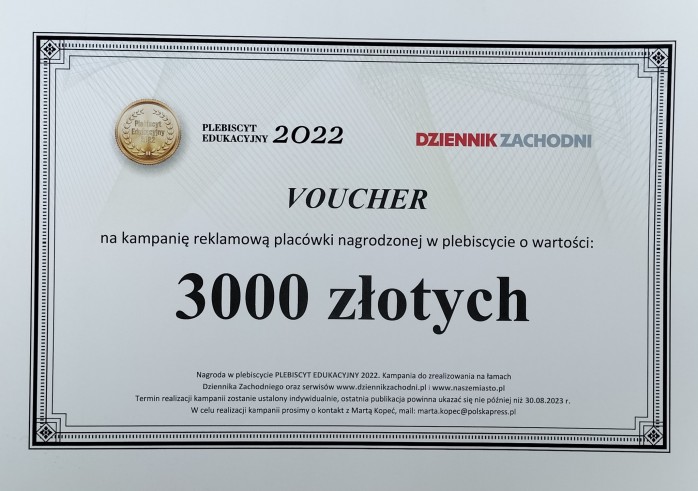 Plebiscyt
Edukacyjny
PLEBISCYT
EDUKACYJNY 2022
DZIENNIK ZACHODNI
VOUCHER
na kampanię reklamową placówki nagrodzonej w plebiscycie o wartości:
3000 złotych
Nagroda w plebiscycie PLEBISCYT EDUKACYJNY 2022. Kampania do zrealizowania na łamach
Dziennika Zachodniego oraz serwisów www.dziennikzachodni.pl i www.naszemiasto.pl
Termin realizacji kampanii zostanie ustalony indywidualnie, ostatnia publikacja powinna ukazać się nie później niż 30.08.2023 r.
W celu realizacji kampanii prosimy o kontakt z Martą Kopeć, mail: marta.kopec@polskapress.pl